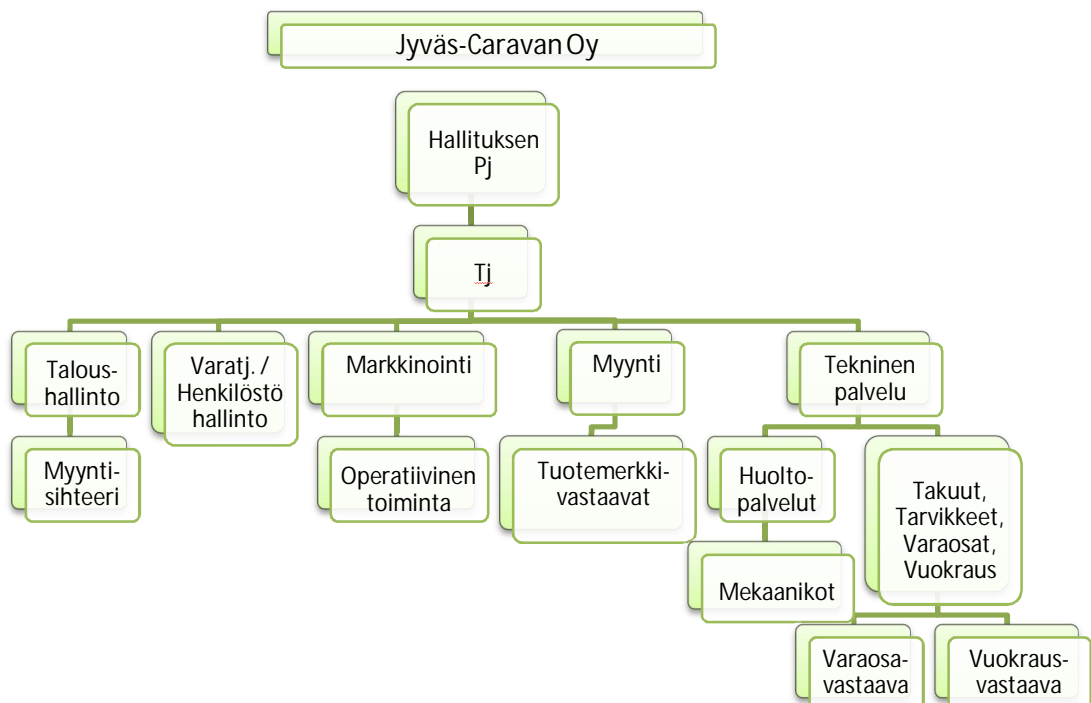 Jyväs-Caravan Oy
Hallituksen
Pj
Tj
Talous-
hallinto
Varatj. /
Henkilöstö
hallinto
Markkinointi
Myynti
Tekninen
palvelu
Myynti-
sihteeri
Operatiivinen
toiminta
Tuotemerkki-
vastaavat
Huolto-
palvelut
Takuut,
Tarvikkeet,
Varaosat,
Vuokraus
Mekaanikot
Varaosa-
vastaava
Vuokraus-
vastaava